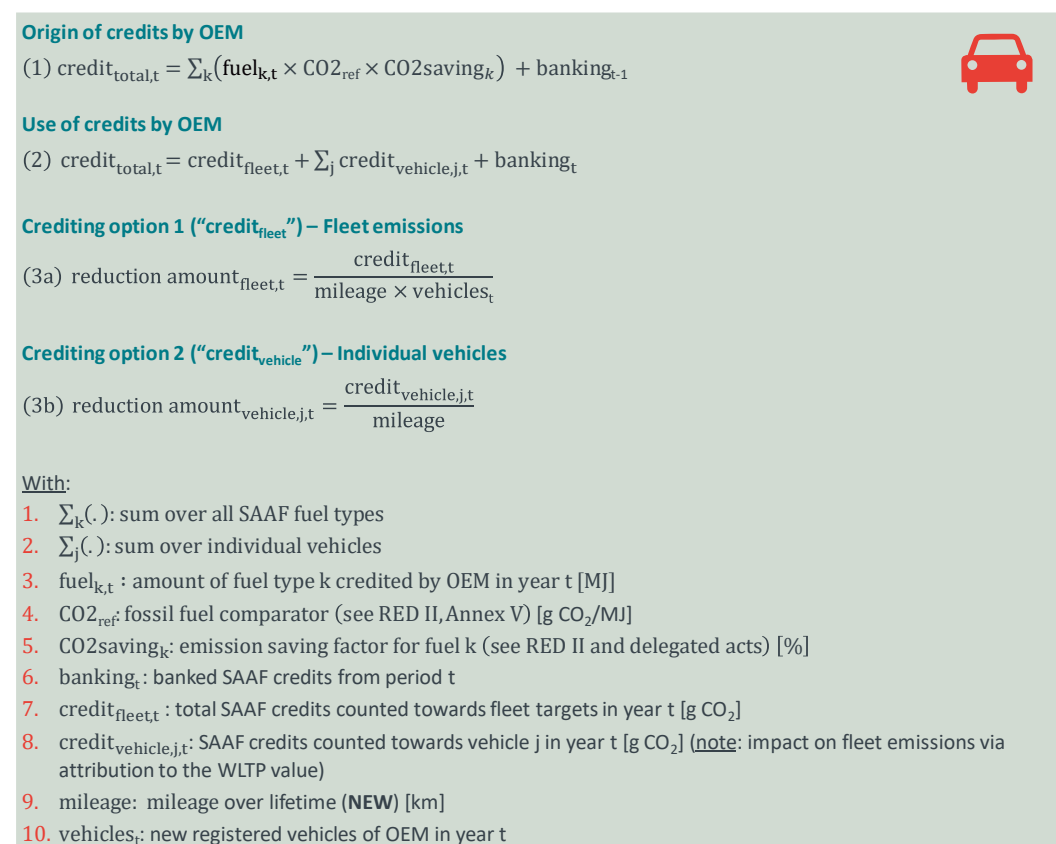 Origin of credits by OEM
(1) credit_total,t = ∑_k(fuel_k,t × CO2_ref × CO2saving_k) + banking_t-1
Use of credits by OEM
(2) credit_total,t = credit_fleet,t + ∑_j credit_vehicle,j,t + banking_t
Crediting option 1 (“credit_fleet”) – Fleet emissions
(3a) reduction amount_fleet,t = credit_fleet,t / mileage × vehicles_t
Crediting option 2 (“credit_vehicle”) – Individual vehicles
(3b) reduction amount_vehicle,j,t = credit_vehicle,j,t / mileage
With:
1. ∑_k(.): sum over all SAAF fuel types
2. ∑_j(.): sum over individual vehicles
3. fuel_k,t : amount of fuel type k credited by OEM in year t [MJ]
4. CO2_ref: fossil fuel comparator (see RED II, Annex V) [g CO₂/MJ]
5. CO2saving_k: emission saving factor for fuel k (see RED II and delegated acts) [%]
6. banking_t: banked SAAF credits from period t
7. credit_fleet,t : total SAAF credits counted towards fleet targets in year t [g CO₂]
8. credit_vehicle,j,t: SAAF credits counted towards vehicle j in year t [g CO₂] (note: impact on fleet emissions via
attribution to the WLTP value)
9. mileage: mileage over lifetime (NEW) [km]
10. vehicles_t: new registered vehicles of OEM in year t